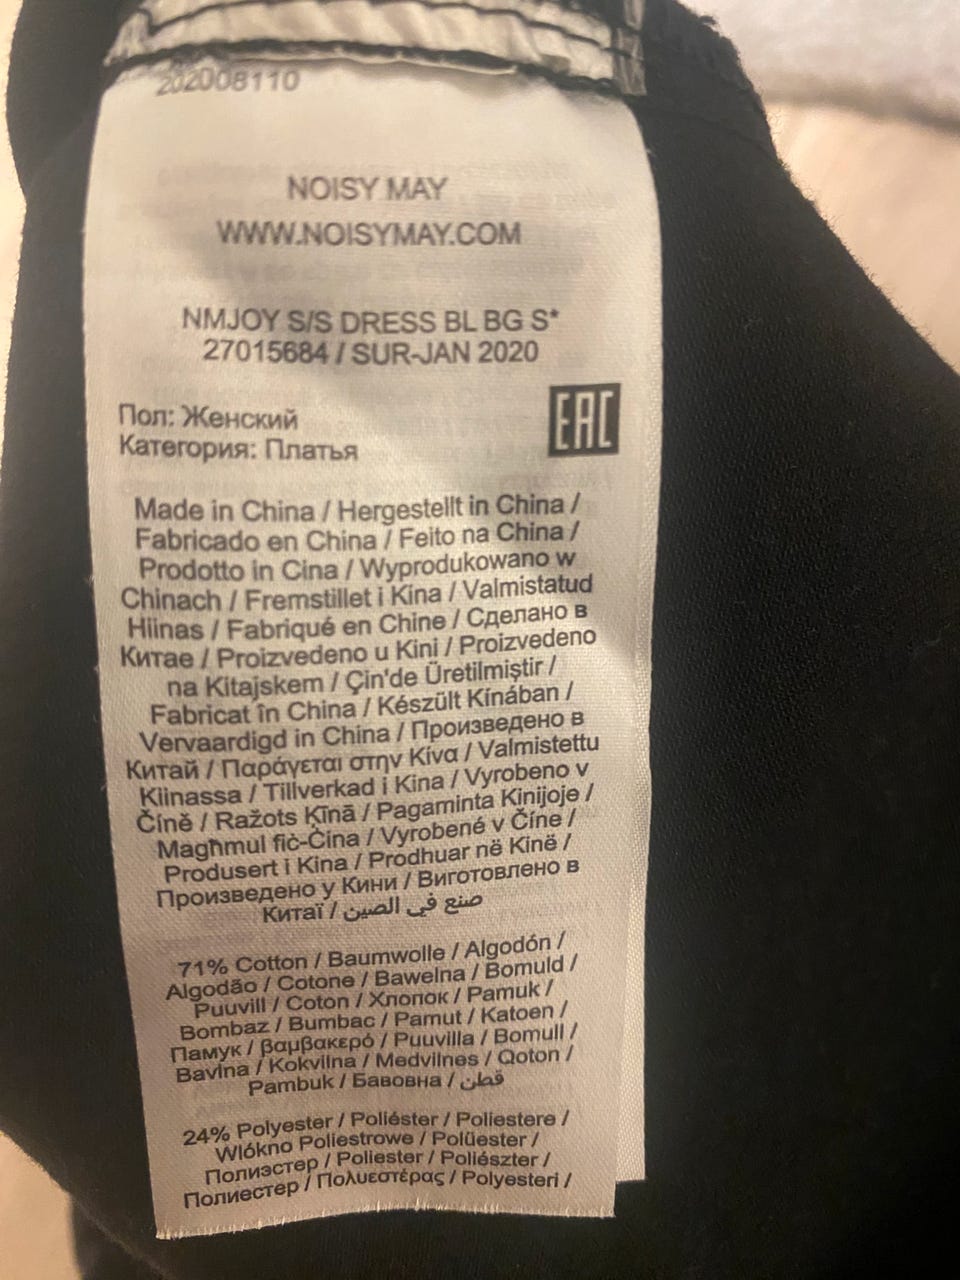 202008110
NOISY MAY
WWW.NOISYMAY.COM
NMJOY S/S DRESS BL BG S*
27015684 / SUR-JAN 2020
Пол: Женский
Категория: Платья
EAC
Made in China / Hergestellt in China /
Fabricado en China / Feito na China /
Prodotto in Cina / Wyprodukowano w
Chinach / Fremstillet i Kina / Valmistatud
Hiinas / Fabriqué en Chine / Сделано в
Китае / Proizvedeno u Kini / Proizvedeno
na Kitajskem / Çin'de Üretilmiştir /
Fabricat în China / Készült Kínában /
Vervaardigd in China / Произведено в
Китай / Παράγεται στην Κίνα / Valmistettu
Kiinassa / Tillverkad i Kina / Vyrobeno v
Číně / Ražots Ķīnā / Pagaminta Kinijoje /
Magħmul fiċ-Ċina / Vyrobené v Číne /
Produsert i Kina / Prodhuar në Kinë /
Произведено у Кини / Виготовлено в
Китаї / صنع في الصين
71% Cotton / Baumwolle / Algodón /
Algodão / Cotone / Bawelna / Bomuld /
Puuvill / Coton / Хлопок / Pamuk /
Bombaz / Bumbac / Pamut / Katoen /
Памук / βαμβακερό / Puuvilla / Bomull /
Bavlna / Kokvilna / Medvilnes / Qoton /
Pambuk / Бавовна / قطن
24% Polyester / Poliéster / Poliestere /
Wlókno Poliestrowe / Polüester /
Полиэстер / Poliester / Poliészter /
Полиестер / Πολυεστέρας / Polyesteri /